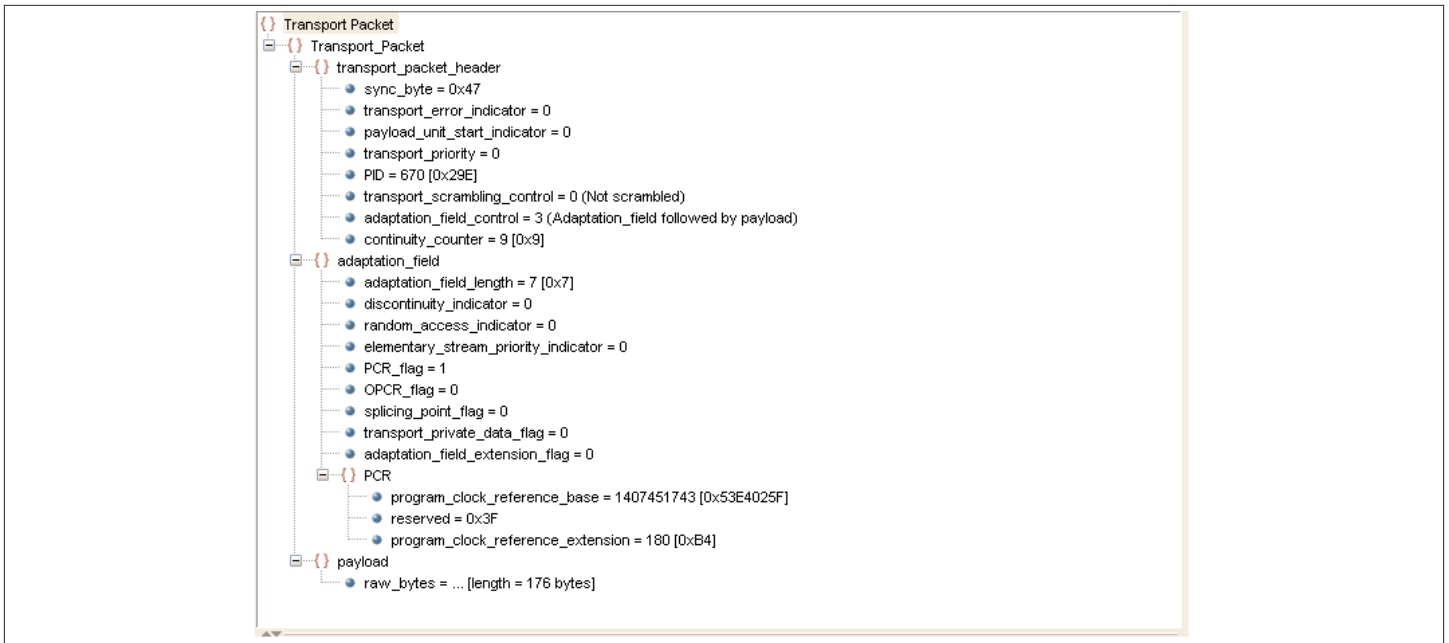 {} Transport Packet
{} Transport_Packet
{} transport_packet_header
sync_byte = 0x47
transport_error_indicator = 0
payload_unit_start_indicator = 0
transport_priority = 0
PID = 670 [0x29E]
transport_scrambling_control = 0 (Not scrambled)
adaptation_field_control = 3 (Adaptation_field followed by payload)
continuity_counter = 9 [0x9]
{} adaptation_field
adaptation_field_length = 7 [0x7]
discontinuity_indicator = 0
random_access_indicator = 0
elementary_stream_priority_indicator = 0
PCR_flag = 1
OPCR_flag = 0
splicing_point_flag = 0
transport_private_data_flag = 0
adaptation_field_extension_flag = 0
{} PCR
program_clock_reference_base = 1407451743 [0x53E4025F]
reserved = 0x3F
program_clock_reference_extension = 180 [0xB4]
{} payload
raw_bytes = ... [length = 176 bytes]